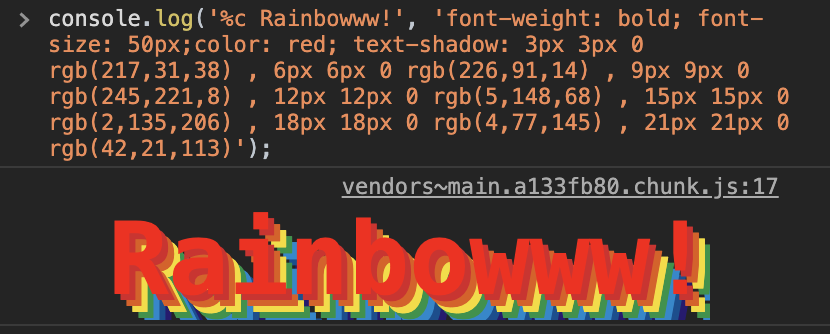 > console.log('%c Rainbowww!', 'font-weight: bold; font-
size: 50px;color: red; text-shadow: 3px 3px 0
rgb(217,31,38) , 6px 6px 0 rgb(226,91,14) , 9px 9px 0
rgb(245,221,8) , 12px 12px 0 rgb(5,148,68) , 15px 15px 0
rgb(2,135,206) , 18px 18px 0 rgb(4,77,145) , 21px 21px 0
rgb(42,21,113)');
vendors~main.a133fb80.chunk.js:17
Rainbowww!